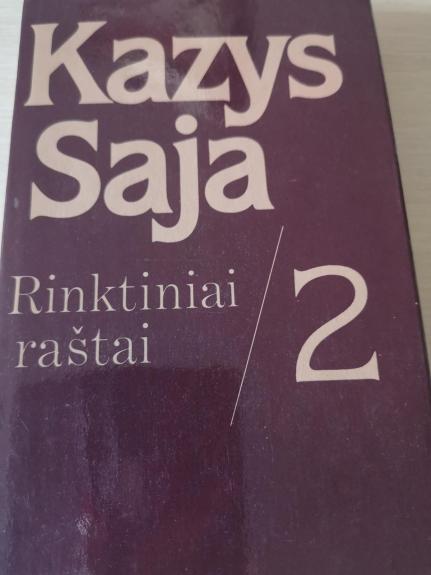 Kazys
Saja
Rinktiniai
raštai
/2